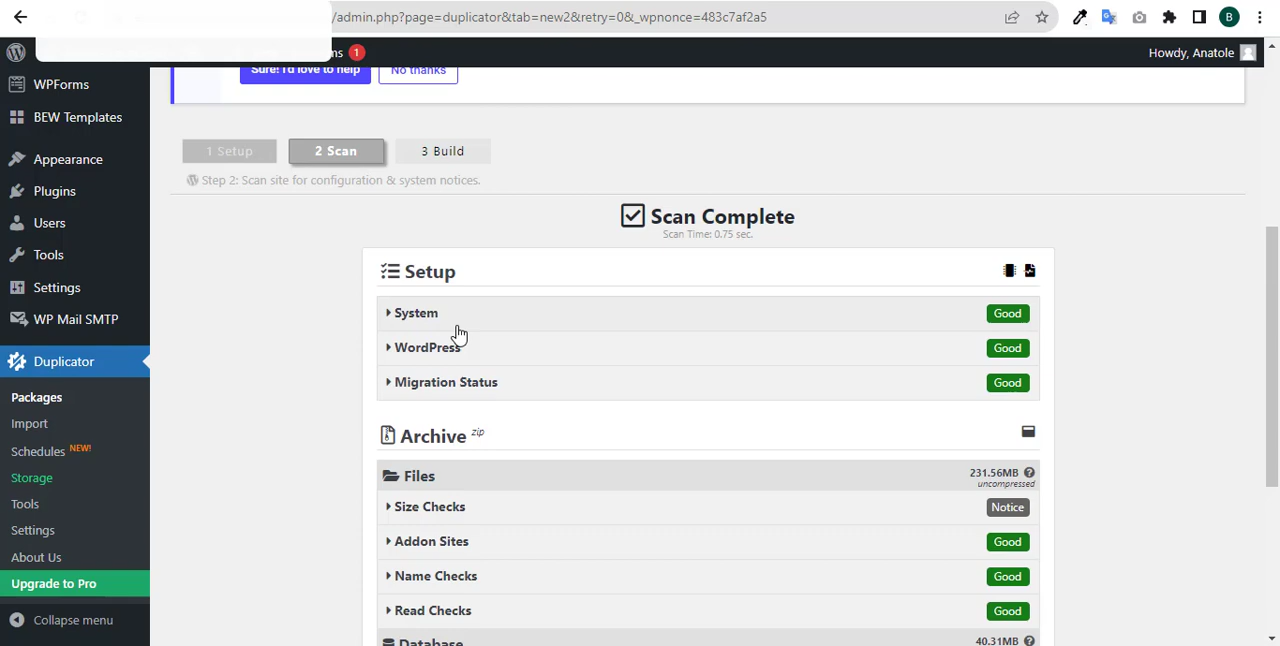 /admin.php?page=duplicator&tab=new2&retry=0&_wpnonce=483c7af2a5
B
ns 1
Howdy, Anatole
Sure! I'd love to help
No thanks
WPForms
BEW Templates
Appearance
Plugins
Users
Tools
Settings
WP Mail SMTP
Duplicator
Packages
Import
Schedules NEW!
Storage
Tools
Settings
About Us
Upgrade to Pro
Collapse menu
1 Setup
2 Scan
3 Build
Step 2: Scan site for configuration & system notices.
Scan Complete
Scan Time: 0.75 sec.
Setup
System Good
WordPress Good
Migration Status Good
Archive zip
Files 231.56MB
uncompressed
Size Checks Notice
Addon Sites Good
Name Checks Good
Read Checks Good
Database 40.31MB